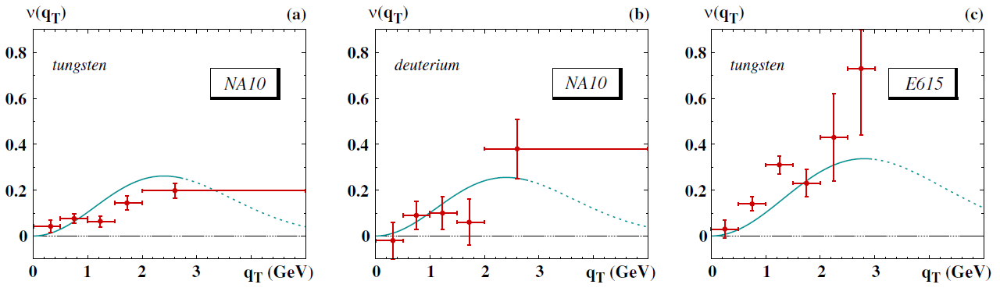 ν(q_T) (a)
0.8
tungsten
NA10
0.6
0.4
0.2
0
0 1 2 3 q_T (GeV)
ν(q_T) (b)
0.8
deuterium
NA10
0.6
0.4
0.2
0
0 1 2 3 q_T (GeV)
ν(q_T) (c)
0.8
tungsten
E615
0.6
0.4
0.2
0
0 1 2 3 q_T (GeV)